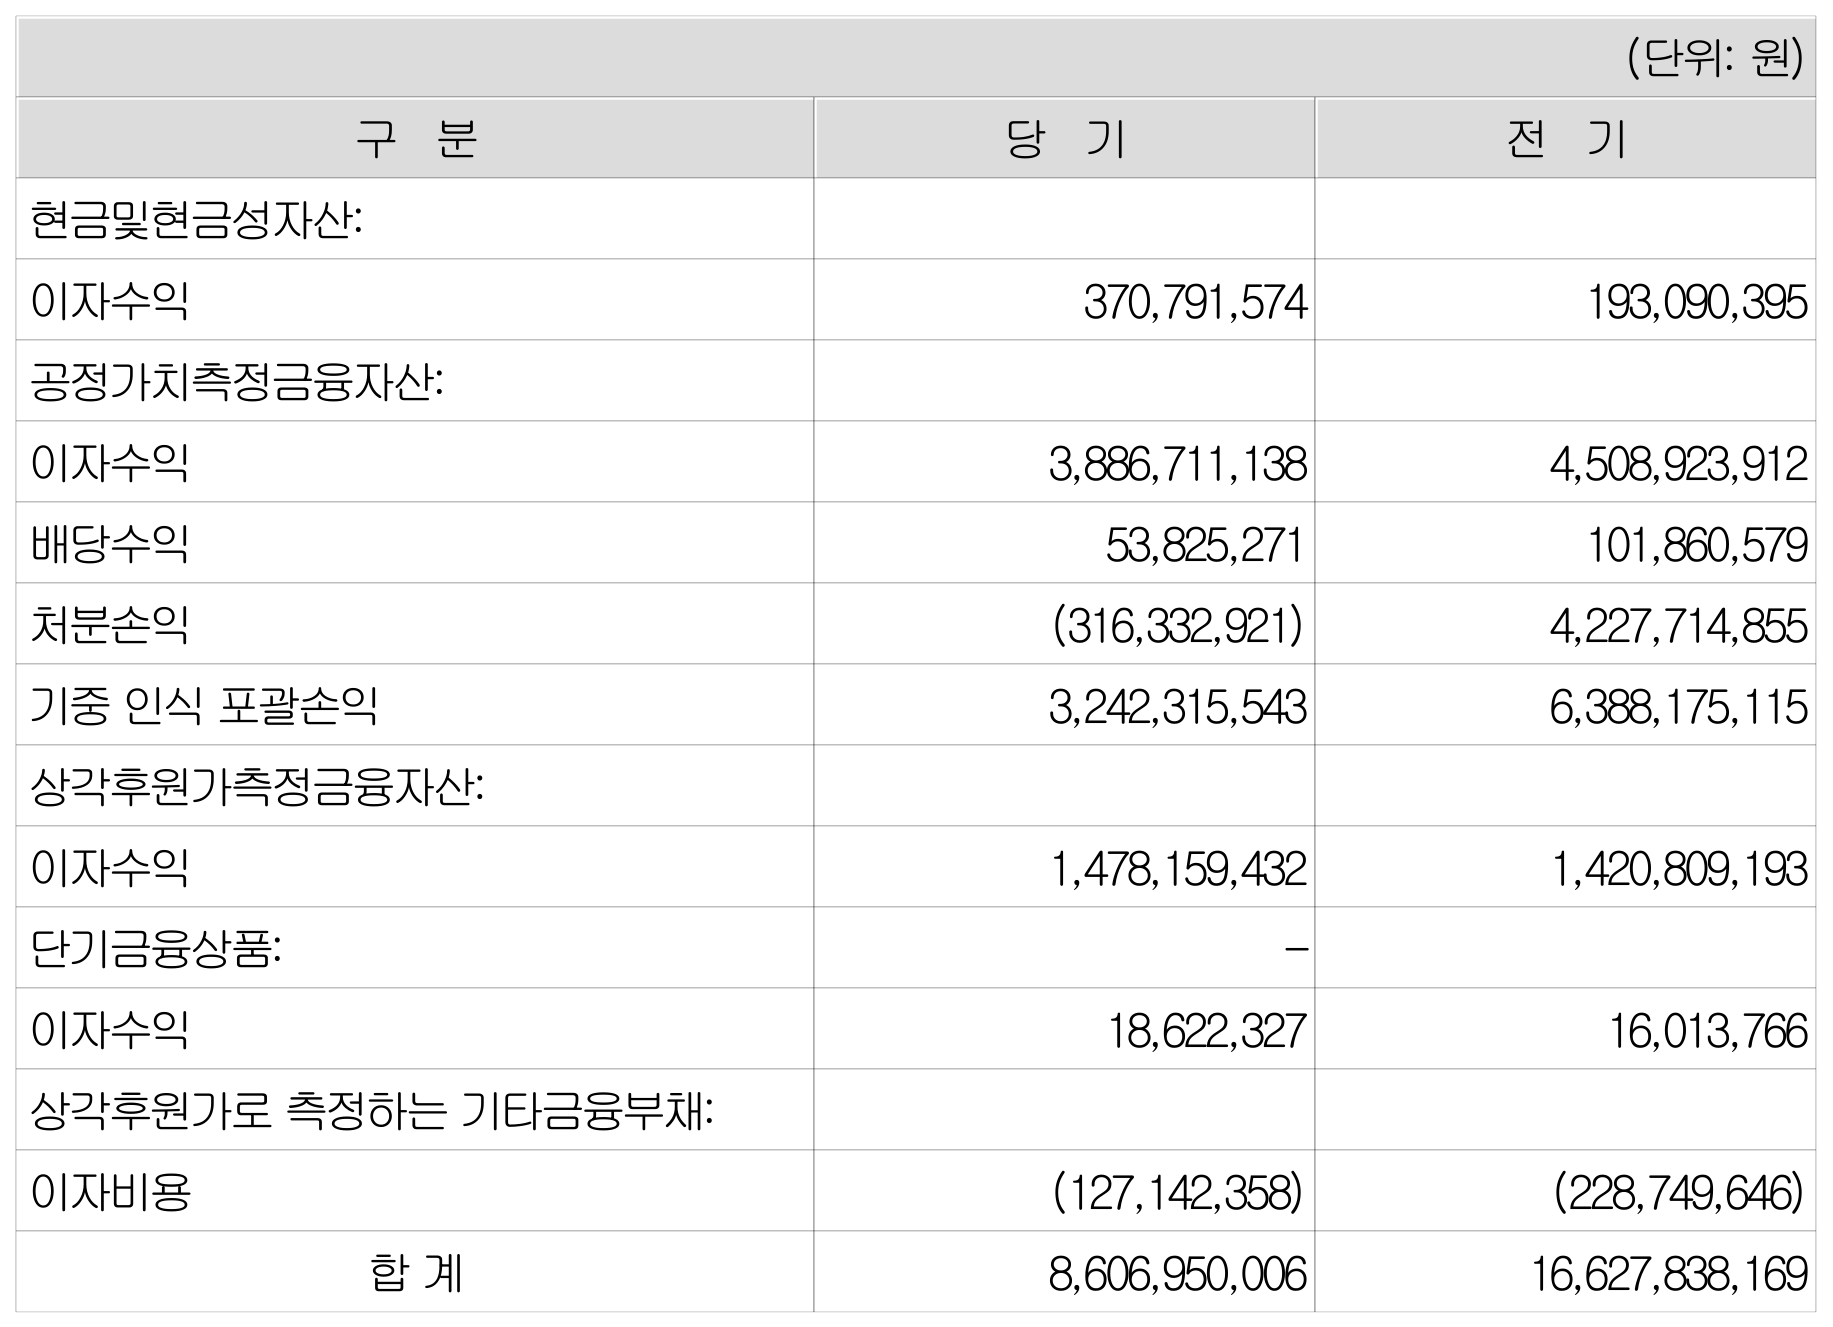 (단위: 원)
구 분 당 기 전 기
현금및현금성자산:
이자수익 370,791,574 193,090,395
공정가치측정금융자산:
이자수익 3,886,711,138 4,508,923,912
배당수익 53,825,271 101,860,579
처분손익 (316,332,921) 4,227,714,855
기중 인식 포괄손익 3,242,315,543 6,388,175,115
상각후원가측정금융자산:
이자수익 1,478,159,432 1,420,809,193
단기금융상품: –
이자수익 18,622,327 16,013,766
상각후원가로 측정하는 기타금융부채:
이자비용 (127,142,358) (228,749,646)
합 계 8,606,950,006 16,627,838,169